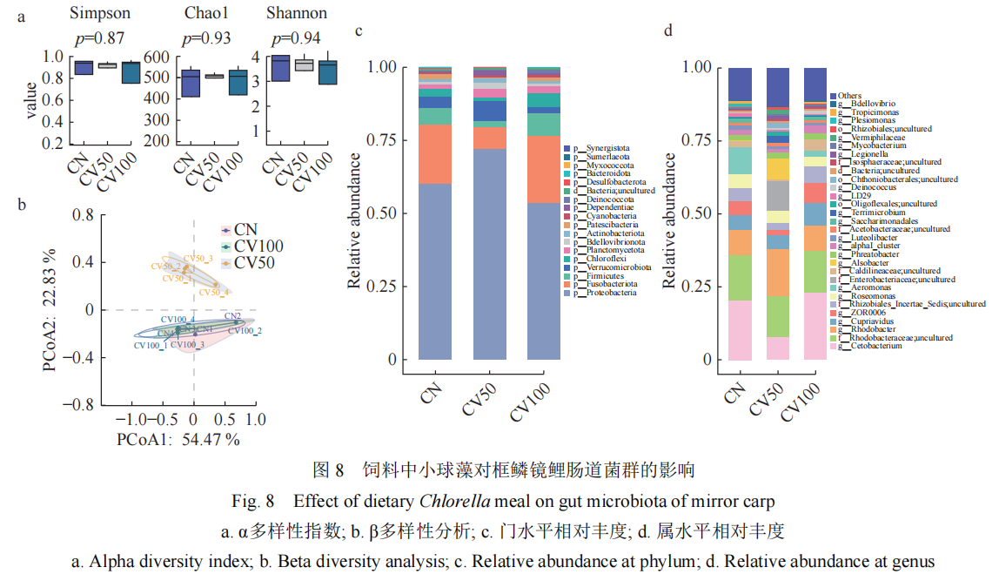 a
Simpson
Chao1
Shannon
p=0.87
p=0.93
p=0.94
value
1.0
0.8
0.6
0.4
0.2
600
500
400
300
200
4
3
2
1
CN
CV50
CV100
CN
CV50
CV100
CN
CV50
CV100
b
PCoA2: 22.83 %
0.8
0.4
0
−0.4
−0.8
CN
CV100
CV50
CV50_3
CV50_2
CV50_1
CV50_4
CV100_4
CN2
CN1
CV100_2
CV100_1
CV100_3
−1.0
−0.5
0
0.5
1.0
PCoA1: 54.47 %
c
Relative abundance
1.00
0.75
0.50
0.25
0
CN
CV50
CV100
p__Synergistota
p__Sumerlaeota
p__Myxococcota
p__Bacteroidota
p__Desulfobacterota
d__Bacteria;uncultured
p__Deinococcota
p__Dependentiae
p__Cyanobacteria
p__Patescibacteria
p__Actinobacteriota
p__Bdellovibrionota
p__Planctomycetota
p__Chloroflexi
p__Verrucomicrobiota
p__Firmicutes
p__Fusobacteriota
p__Proteobacteria
d
Relative abundance
1.00
0.75
0.50
0.25
0
CN
CV50
CV100
Others
g__Bdellovibrio
g__Tropicimonas
g__Plesiomonas
o__Rhizobiales;uncultured
g__Vermiphilaceae
g__Mycobacterium
g__Legionella
f__Isosphaeraceae;uncultured
d__Bacteria;uncultured
o__Chthoniobacterales;uncultured
g__Deinococcus
g__LD29
o__Oligoflexales;uncultured
g__Terrimicrobium
g__Saccharimonadales
f__Acetobacteraceae;uncultured
g__Luteolibacter
g__alphaI_cluster
g__Phreatobacter
g__Alsobacter
f__Caldilineaceae;uncultured
f__Enterobacteriaceae;uncultured
g__Aeromonas
g__Roseomonas
f__Rhizobiales_Incertae_Sedis;uncultured
g__ZOR0006
g__Cupriavidus
g__Rhodobacter
f__Rhodobacteraceae;uncultured
g__Cetobacterium
图 8 饲料中小球藻对框鳞镜鲤肠道菌群的影响
Fig. 8 Effect of dietary Chlorella meal on gut microbiota of mirror carp
a. α多样性指数; b. β多样性分析; c. 门水平相对丰度; d. 属水平相对丰度
a. Alpha diversity index; b. Beta diversity analysis; c. Relative abundance at phylum; d. Relative abundance at genus